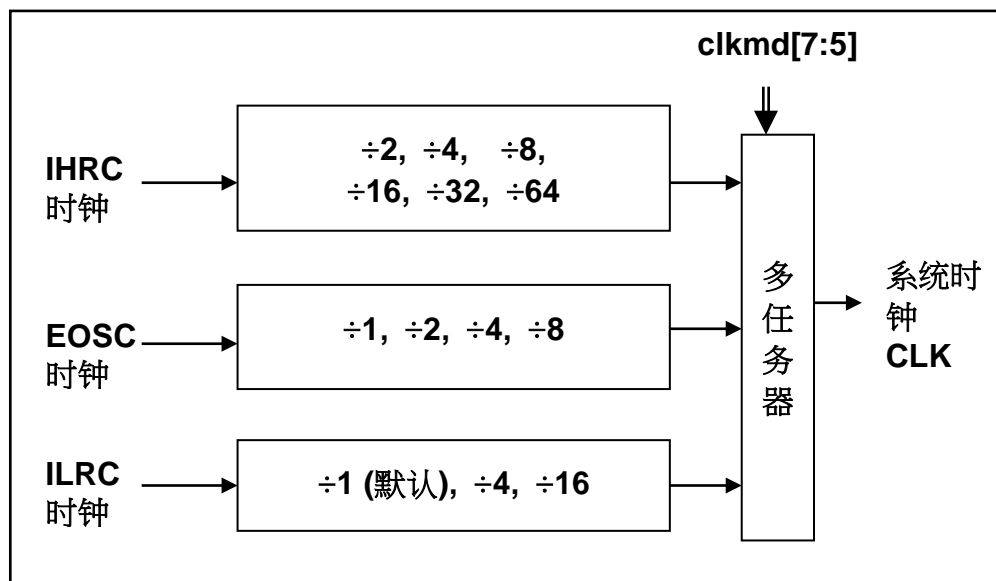 clkmd[7:5]
IHRC
时钟
÷2, ÷4, ÷8,
÷16, ÷32, ÷64
EOSC
时钟
÷1, ÷2, ÷4, ÷8
ILRC
时钟
÷1 (默认), ÷4, ÷16
多
任
务
器
系统时
钟
CLK